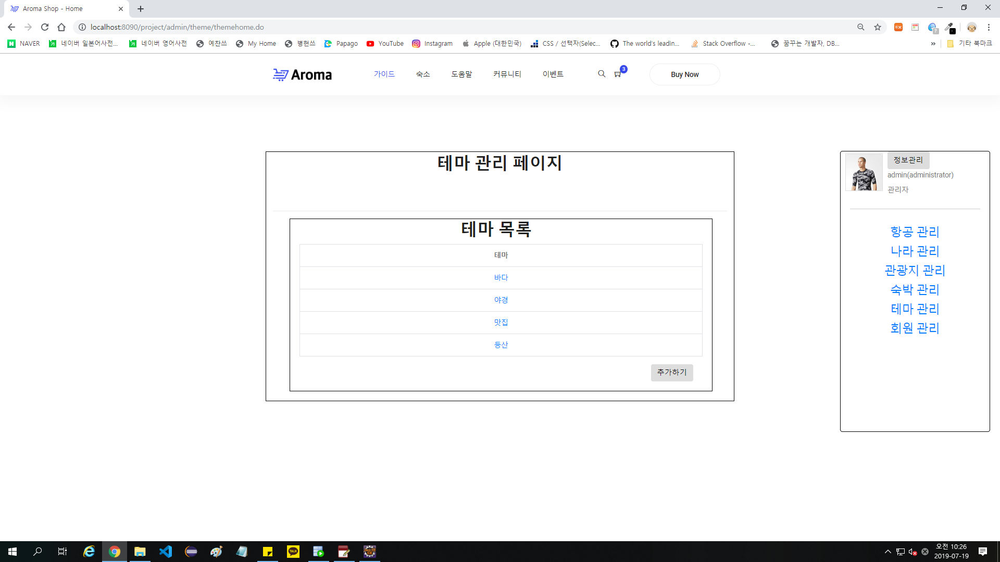 Aroma Shop - Home
localhost:8090/project/admin/theme/themehome.do
NAVER 네이버 일본어사전... 네이버 영어사전 예찬쓰 My Home 병현쓰 Papago YouTube Instagram Apple (대한민국) CSS / 선택자(Selec... The world's leadin... Stack Overflow -... 꿈꾸는 개발자, DB... » 기타 북마크
Aroma 가이드 숙소 도움말 커뮤니티 이벤트 3 Buy Now
테마 관리 페이지
테마 목록
테마
바다
야경
맛집
등산
추가하기
정보관리
admin(administrator)
관리자
항공 관리
나라 관리
관광지 관리
숙박 관리
테마 관리
회원 관리
오전 10:26
2019-07-19